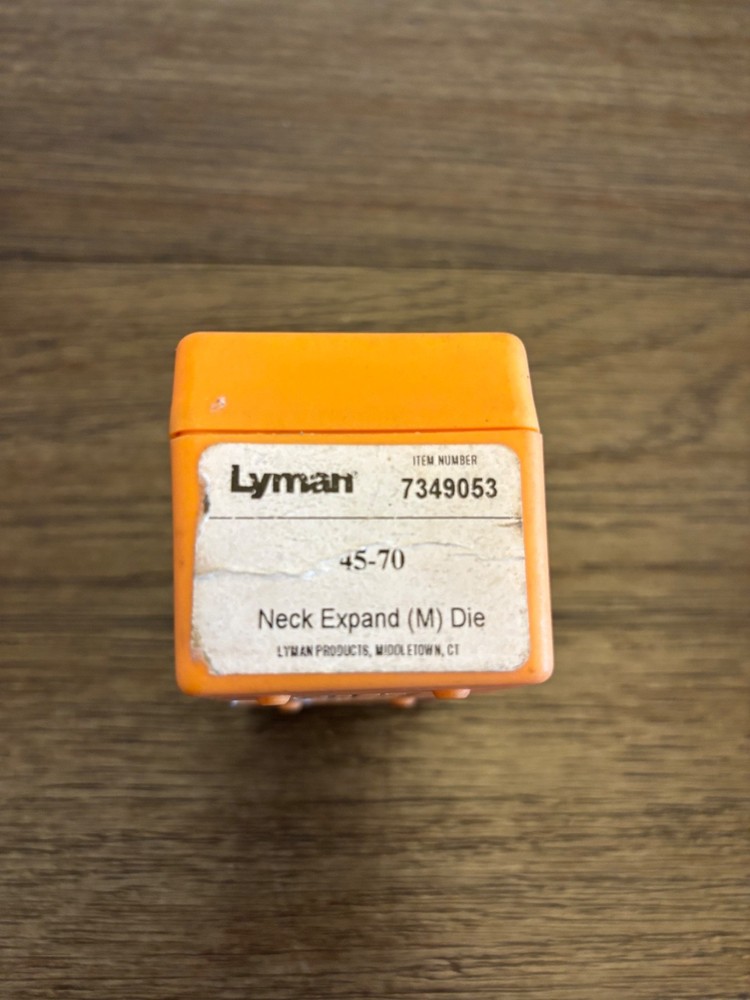 Lyman
ITEM NUMBER
7349053
45-70
Neck Expand (M) Die
LYMAN PRODUCTS, MIDDLETOWN, CT